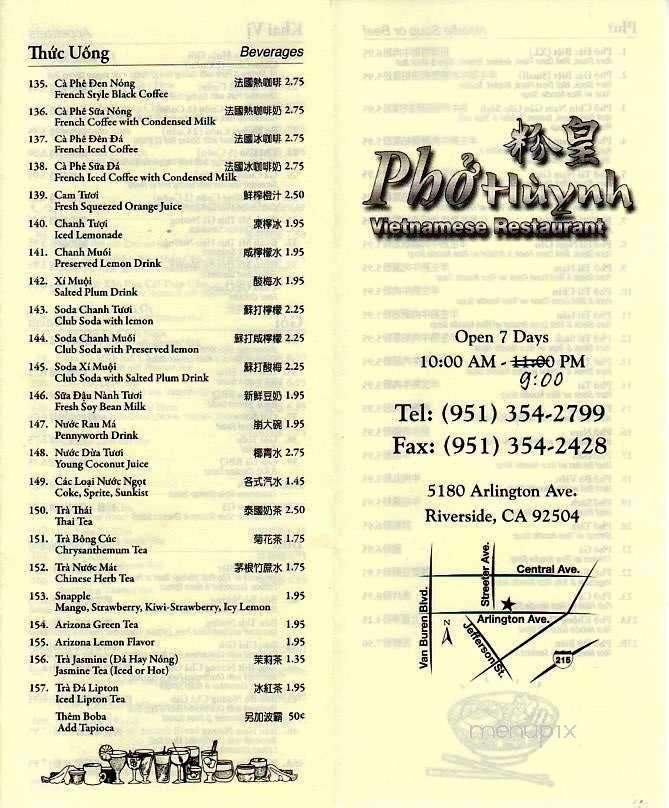 Thức Uống Beverages
135. Cà Phê Đen Nóng 法國熱咖啡 2.75
French Style Black Coffee
136. Cà Phê Sữa Nóng 法國熱咖啡奶 2.75
French Coffee with Condensed Milk
137. Cà Phê Đên Đá 法國冰咖啡 2.75
French Iced Coffee
138. Cà Phê Sữa Đá 法國冰咖啡奶 2.75
French Iced Coffee with Condensed Milk
139. Cam Tươi 鮮榨橙汁 2.50
Fresh Squeezed Orange Juice
140. Chanh Tượi 凍檸冰 1.95
Iced Lemonade
141. Chanh Muối 咸檸檬水 1.95
Preserved Lemon Drink
142. Xí Muội 酸梅水 1.95
Salted Plum Drink
143. Soda Chanh Tươi 蘇打檸檬 2.25
Club Soda with lemon
144. Soda Chanh Muối 蘇打咸檸檬 2.25
Club Soda with Preserved lemon
145. Soda Xí Muội 蘇打酸梅 2.25
Club Soda with Salted Plum Drink
146. Sữa Đậu Nành Tươi 新鮮豆奶 1.95
Fresh Soy Bean Milk
147. Nước Rau Má 崩大碗 1.95
Pennyworth Drink
148. Nước Dừa Tươi 椰青水 2.75
Young Coconut Juice
149. Các Loại Nước Ngọt 各式汽水 1.45
Coke, Sprite, Sunkist
150. Trà Thái 泰國奶茶 2.50
Thai Tea
151. Trà Bông Cúc 菊花茶 1.75
Chrysanthemum Tea
152. Trà Nước Mát 茅根竹蔗水 1.75
Chinese Herb Tea
153. Snapple 1.95
Mango, Strawberry, Kiwi-Strawberry, Icy Lemon
154. Arizona Green Tea 1.95
155. Arizona Lemon Flavor 1.95
156. Trà Jasmine (Đá Hay Nóng) 茉莉茶 1.35
Jasmine Tea (Iced or Hot)
157. Trà Đá Lipton 冰紅茶 1.95
Iced Lipton Tea
Thêm Boba 另加波霸 50¢
Add Tapioca
粉皇
Phở Hùynh
Vietnamese Restaurant
Open 7 Days
10:00 AM - 11:00 PM
9:00
Tel: (951) 354-2799
Fax: (951) 354-2428
5180 Arlington Ave.
Riverside, CA 92504
Central Ave.
Streeter Ave.
Van Buren Blvd.
N
Arlington Ave.
Jefferson St.
215
menupix